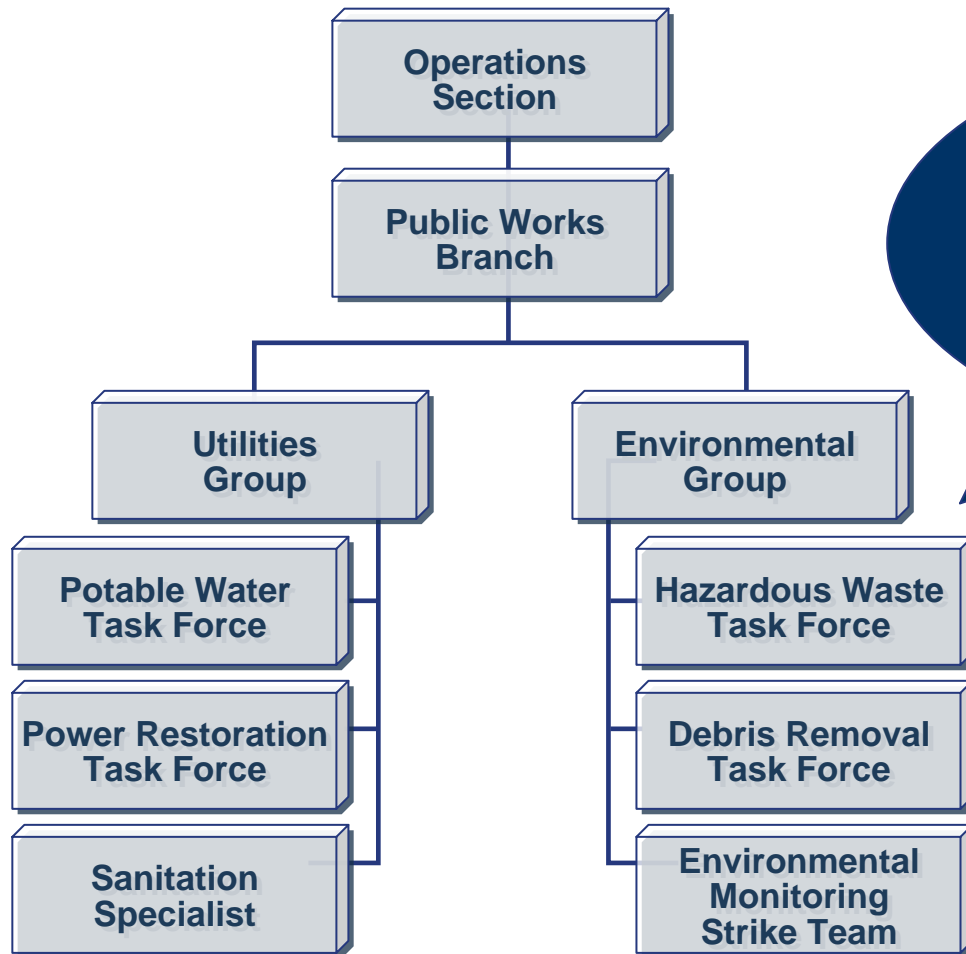 Operations
Section
Public Works
Branch
Utilities
Group
Environmental
Group
Potable Water
Task Force
Hazardous Waste
Task Force
Power Restoration
Task Force
Debris Removal
Task Force
Sanitation
Specialist
Environmental
Monitoring
Strike Team